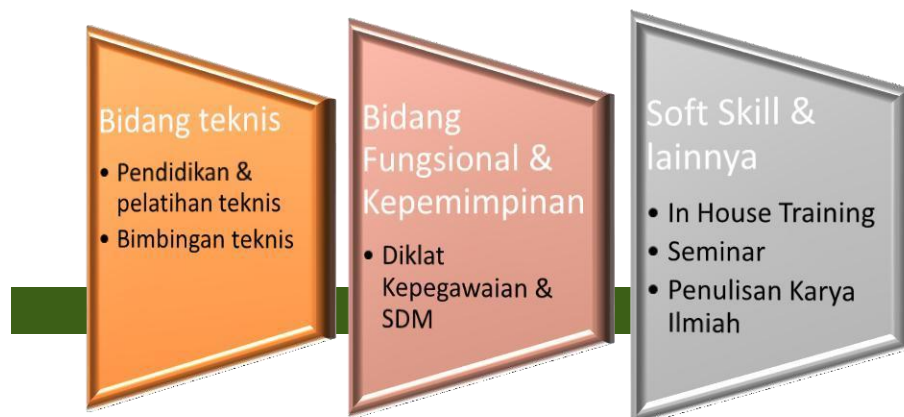 Bidang teknis
• Pendidikan &
pelatihan teknis
• Bimbingan teknis
Bidang
Fungsional &
Kepemimpinan
• Diklat
Kepegawaian &
SDM
Soft Skill &
lainnya
• In House Training
• Seminar
• Penulisan Karya
Ilmiah